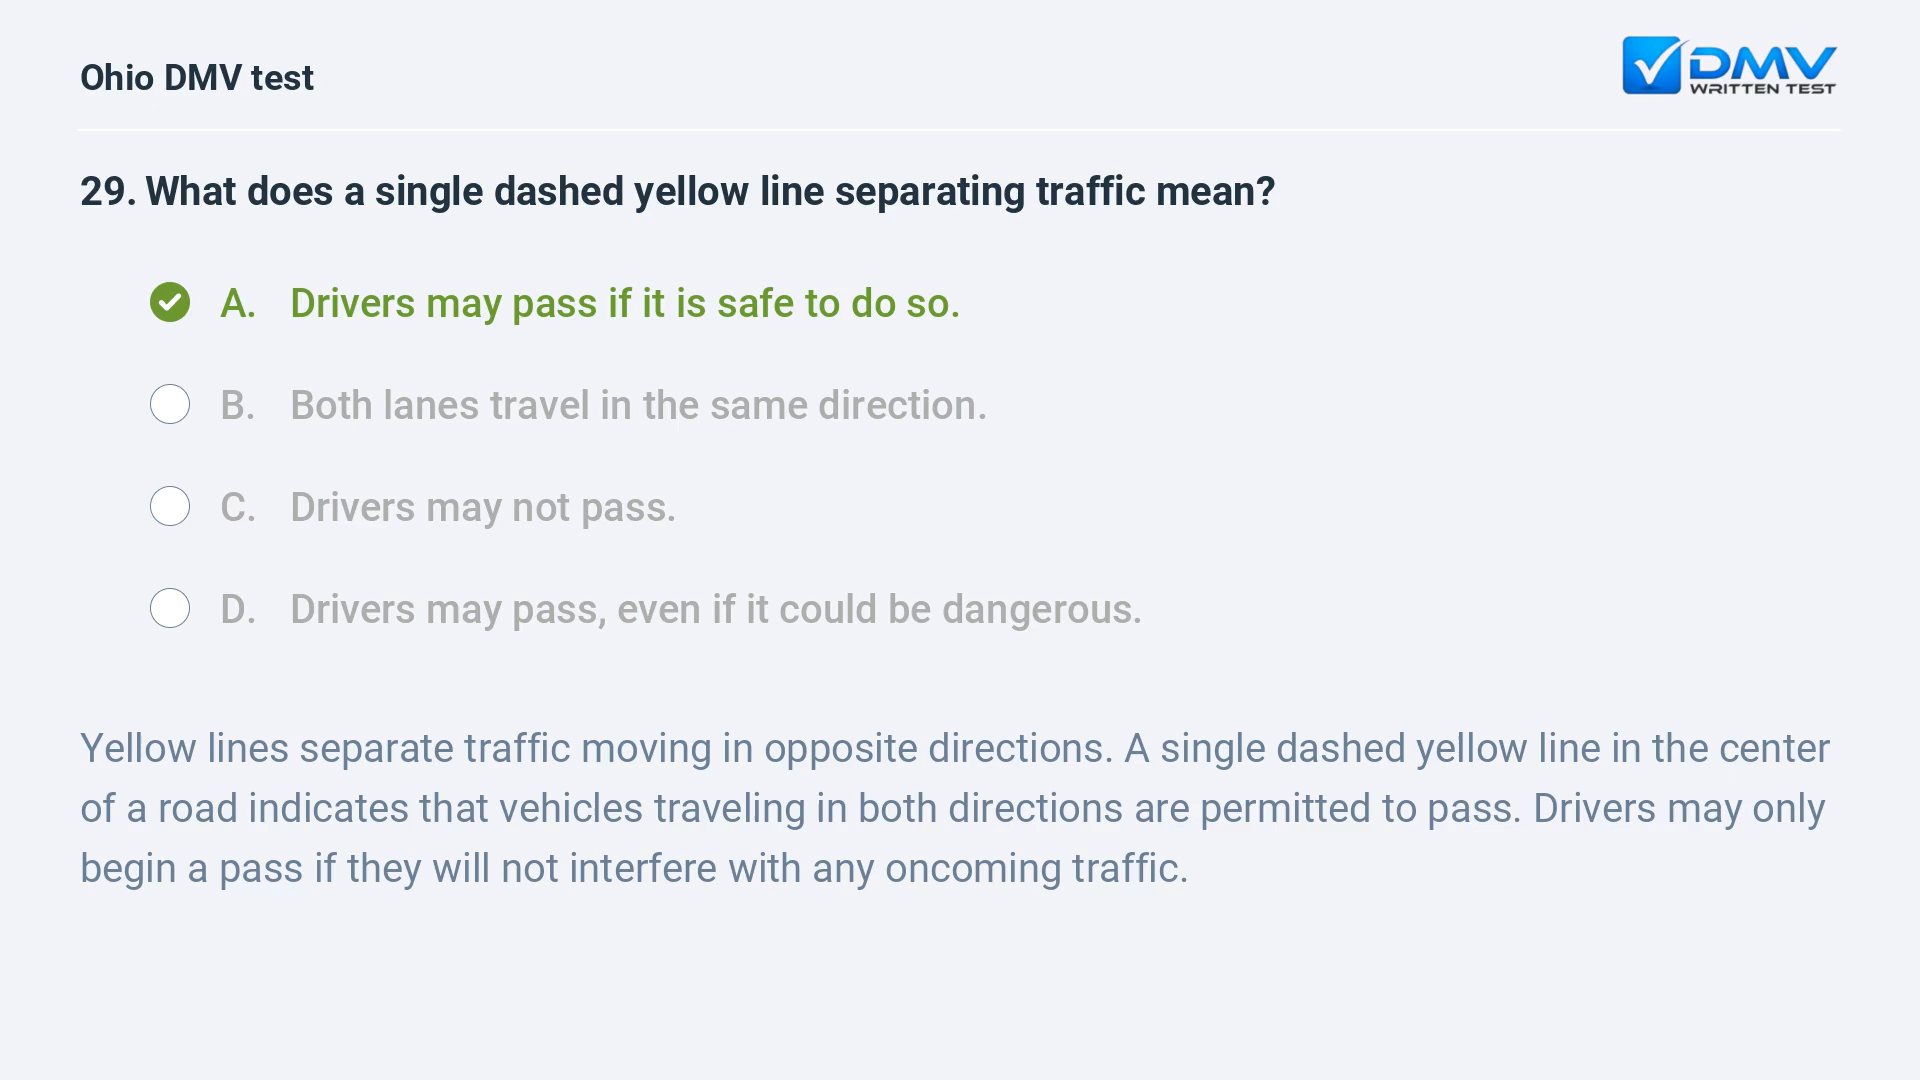 Ohio DMV test
DMV
WRITTEN TEST
29. What does a single dashed yellow line separating traffic mean?
A. Drivers may pass if it is safe to do so.
B. Both lanes travel in the same direction.
C. Drivers may not pass.
D. Drivers may pass, even if it could be dangerous.
Yellow lines separate traffic moving in opposite directions. A single dashed yellow line in the center
of a road indicates that vehicles traveling in both directions are permitted to pass. Drivers may only
begin a pass if they will not interfere with any oncoming traffic.